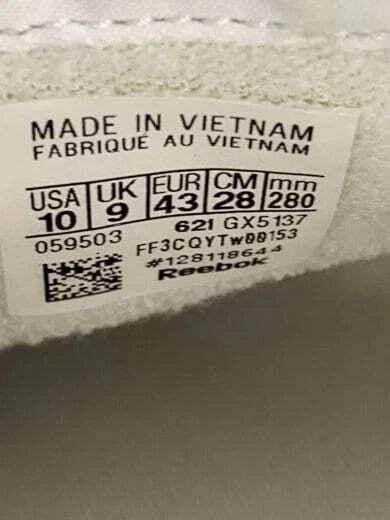 MADE IN VIETNAM
FABRIQUÉ AU VIETNAM
USA UK EUR CM mm
10 9 43 28 280
621 GX5137
059503 FF3CQYTw00153
#128118644
Reebok